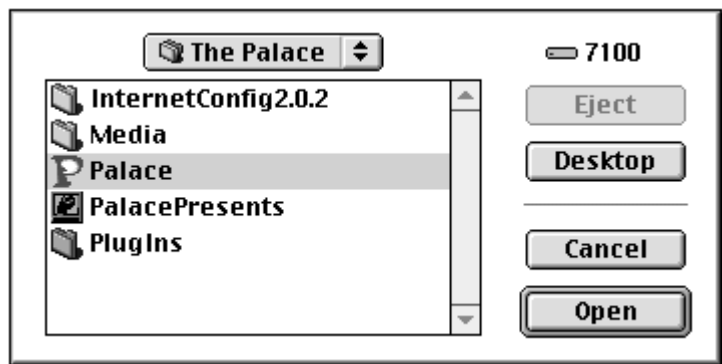 The Palace
7100
InternetConfig2.0.2
Media
Palace
PalacePresents
PlugIns
Eject
Desktop
Cancel
Open